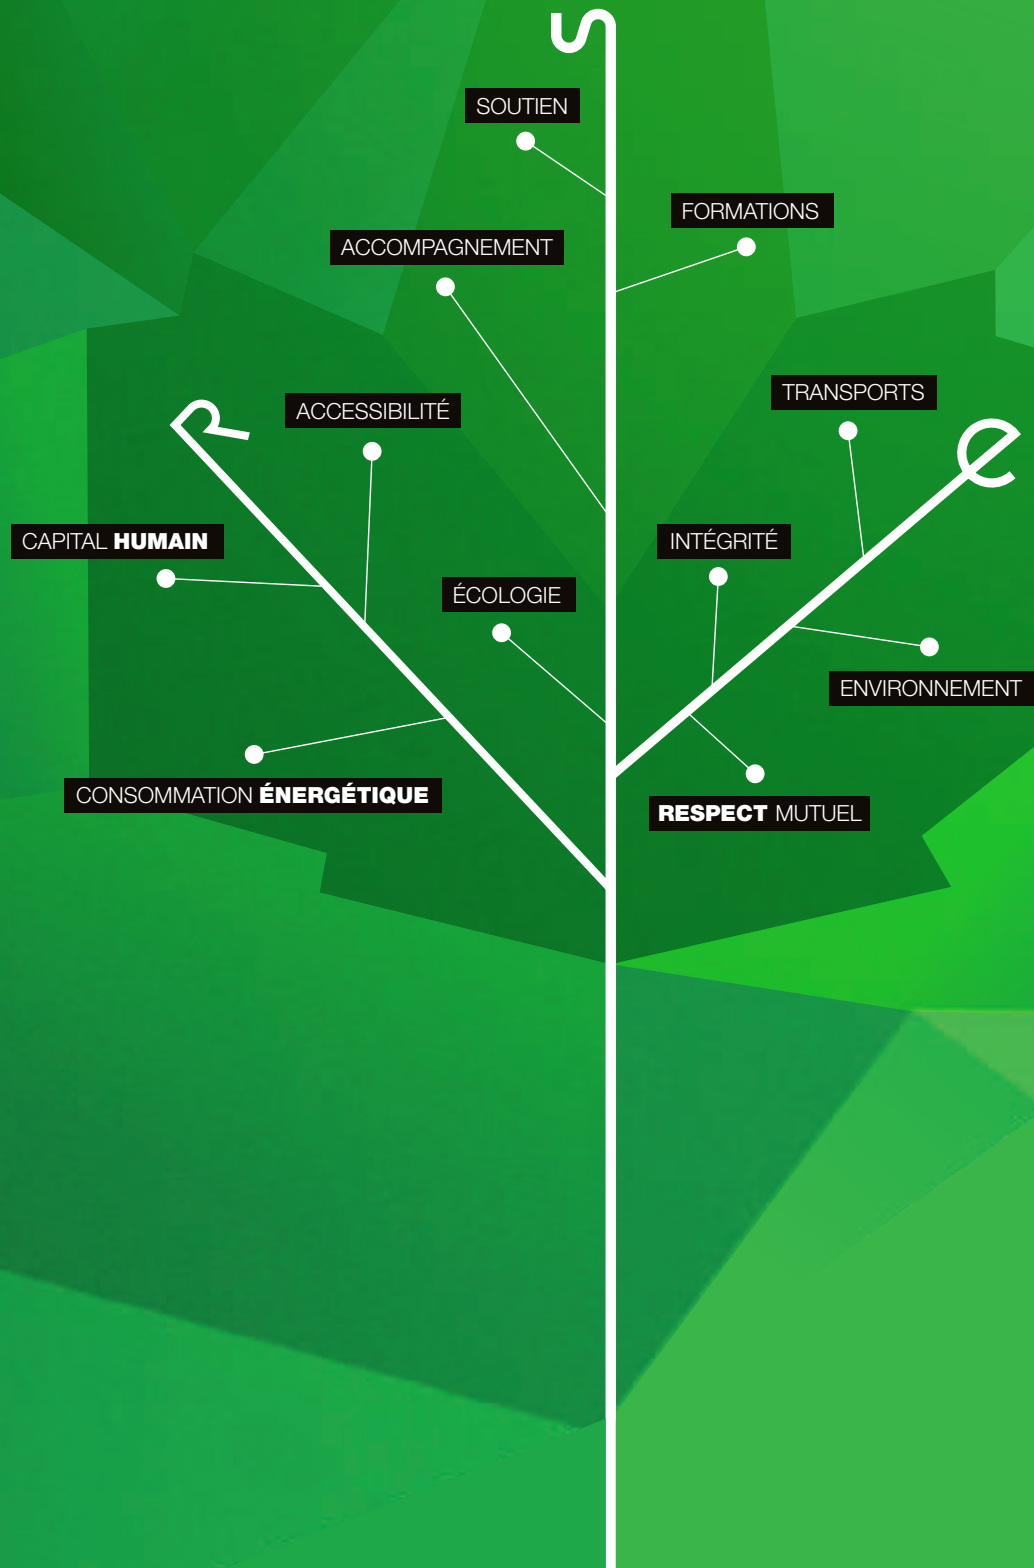 S
SOUTIEN
FORMATIONS
ACCOMPAGNEMENT
TRANSPORTS
R
ACCESSIBILITÉ
e
CAPITAL HUMAIN
INTÉGRITÉ
ÉCOLOGIE
ENVIRONNEMENT
CONSOMMATION ÉNERGÉTIQUE
RESPECT MUTUEL